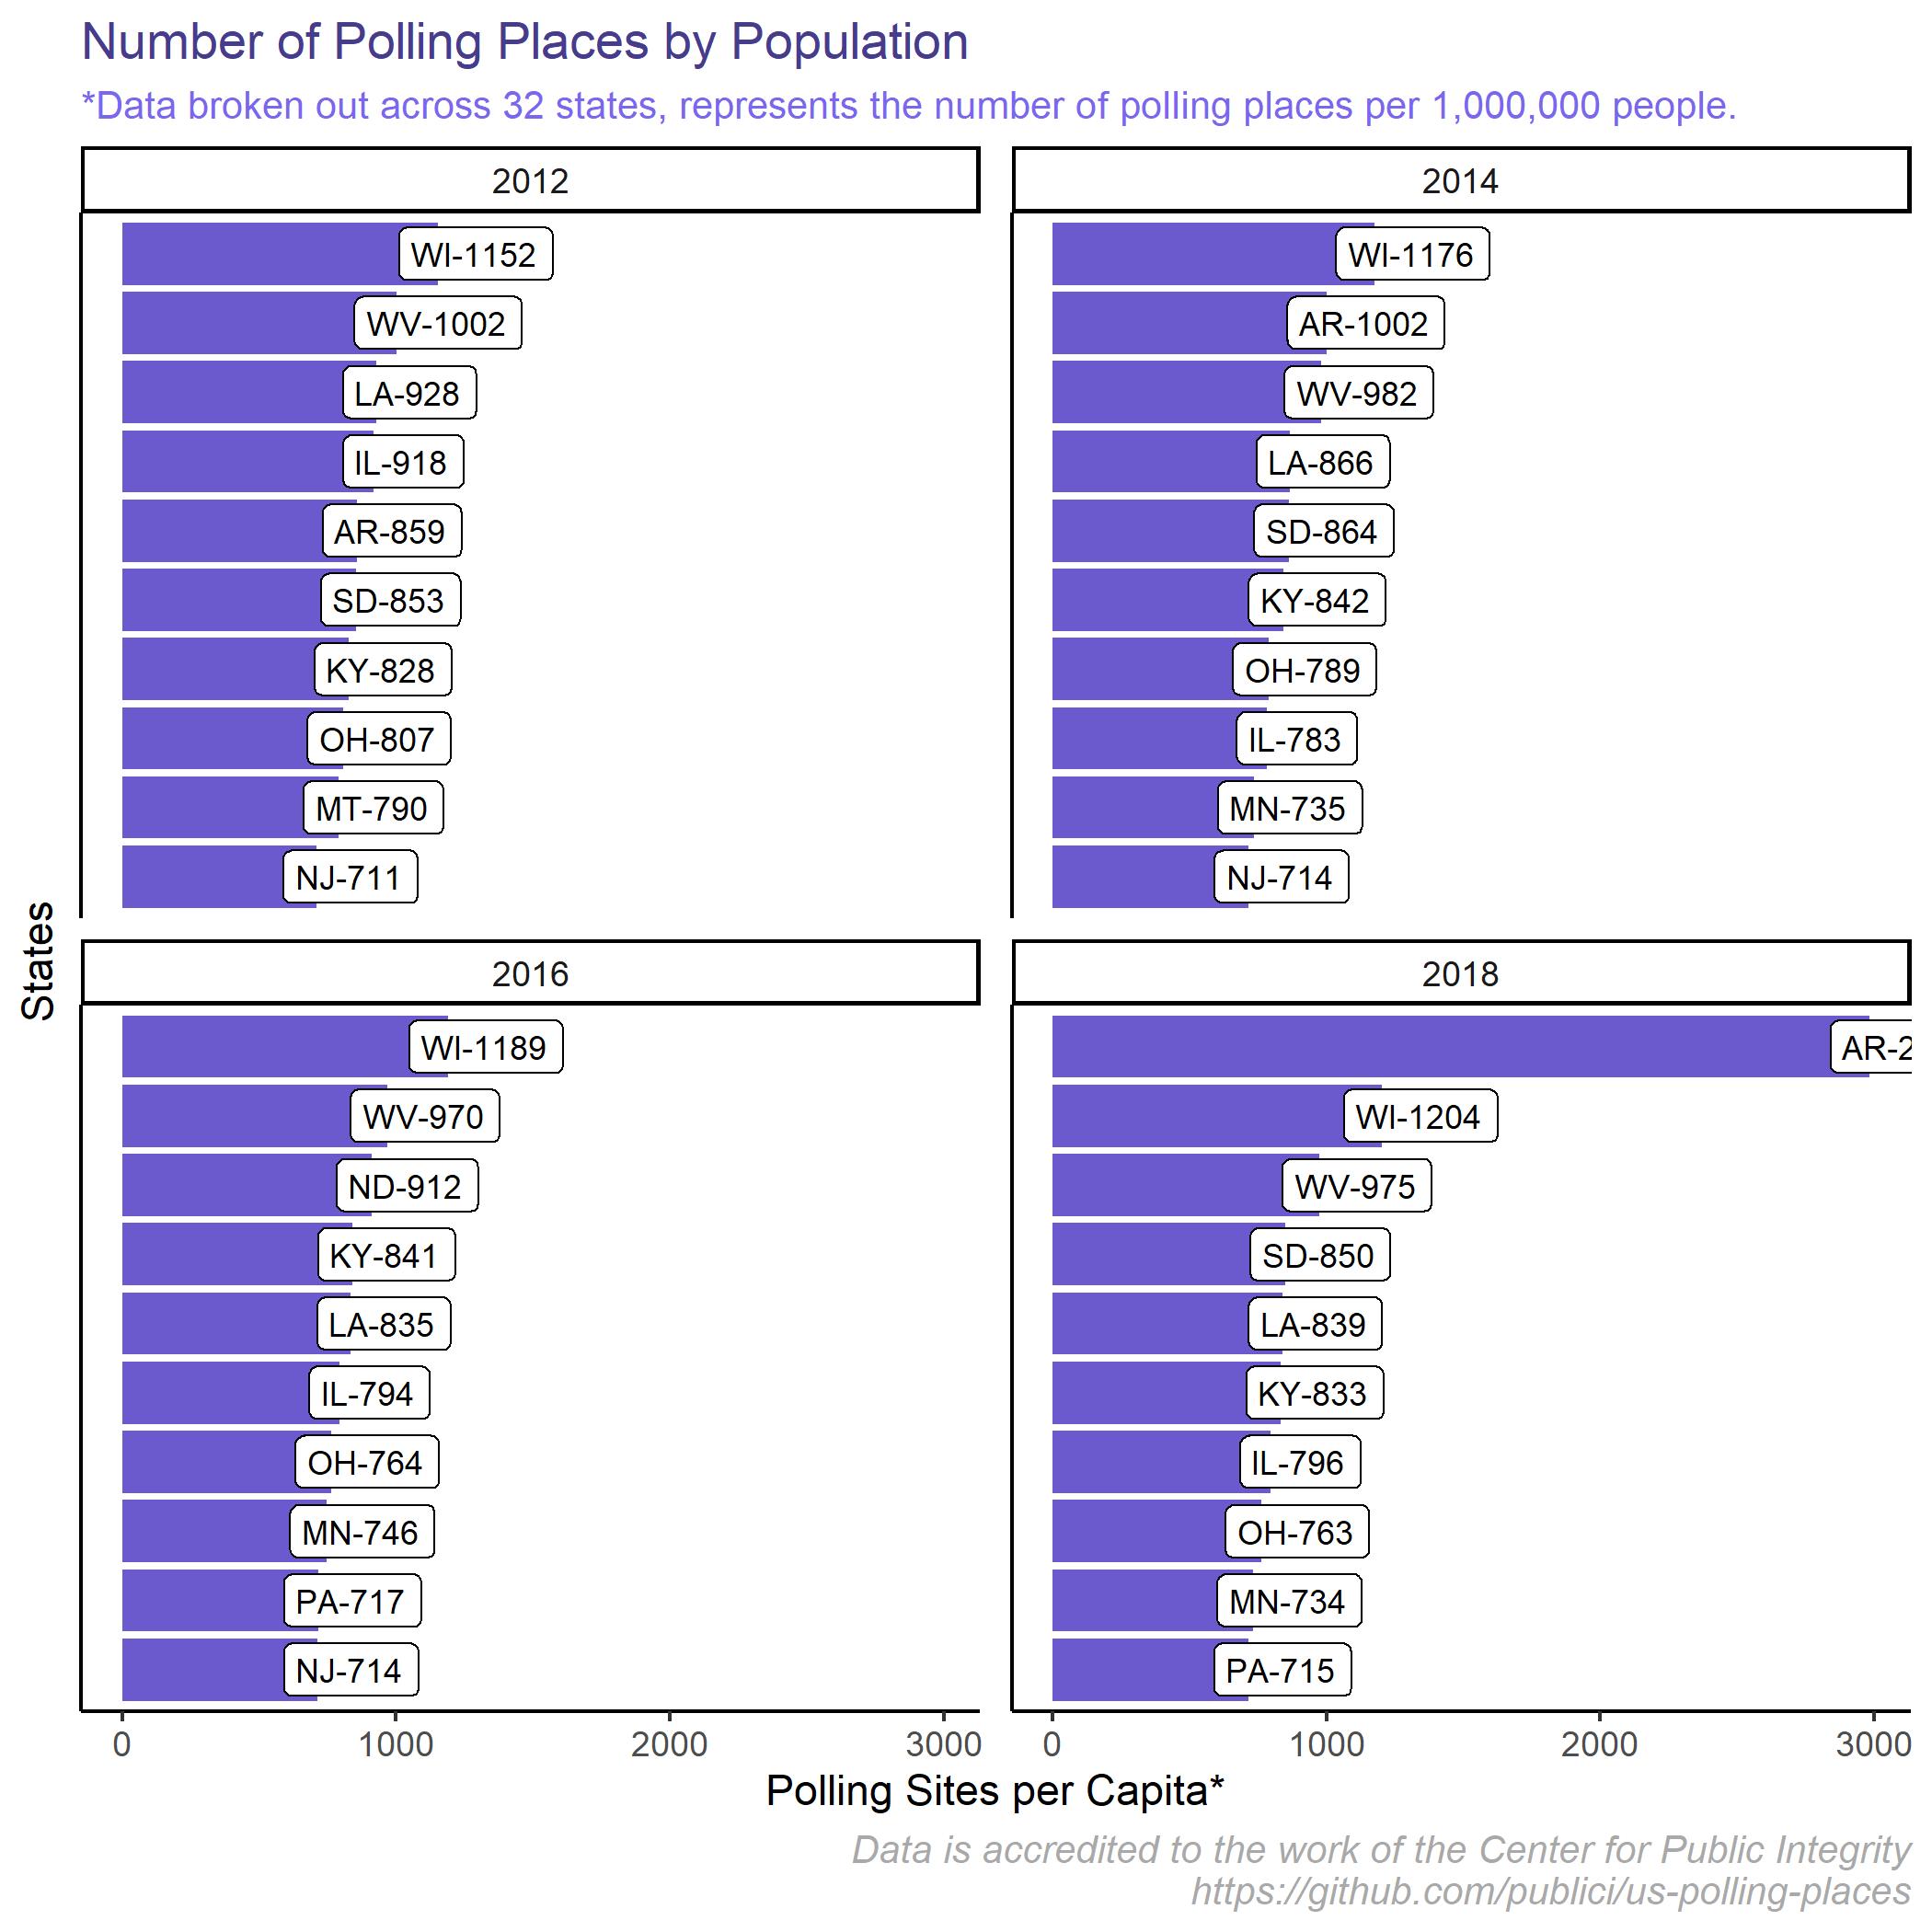 Number of Polling Places by Population
*Data broken out across 32 states, represents the number of polling places per 1,000,000 people.
2012
WI-1152
WV-1002
LA-928
IL-918
AR-859
SD-853
KY-828
OH-807
MT-790
NJ-711
2014
WI-1176
AR-1002
WV-982
LA-866
SD-864
KY-842
OH-789
IL-783
MN-735
NJ-714
2016
WI-1189
WV-970
ND-912
KY-841
LA-835
IL-794
OH-764
MN-746
PA-717
NJ-714
2018
AR-2
WI-1204
WV-975
SD-850
LA-839
KY-833
IL-796
OH-763
MN-734
PA-715
States
0 1000 2000 3000
0 1000 2000 3000
Polling Sites per Capita*
Data is accredited to the work of the Center for Public Integrity
https://github.com/publici/us-polling-places